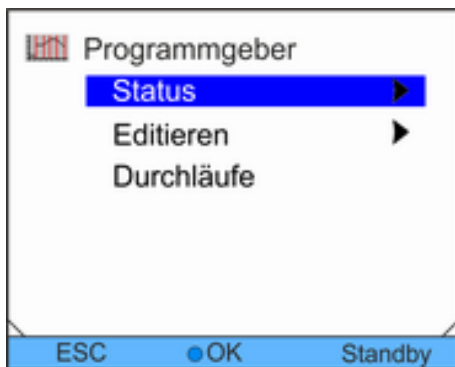 Programmgeber
Status
Editieren
Durchläufe
ESC OK Standby